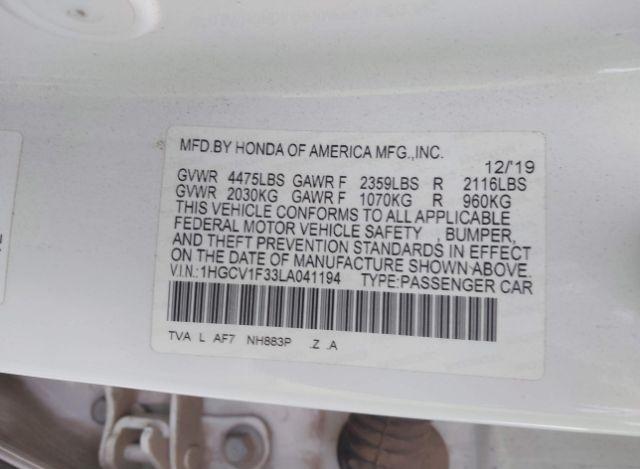 MFD.BY HONDA OF AMERICA MFG.,INC.
12/'19
GVWR 4475LBS GAWR F 2359LBS R 2116LBS
GVWR 2030KG GAWR F 1070KG R 960KG
THIS VEHICLE CONFORMS TO ALL APPLICABLE
FEDERAL MOTOR VEHICLE SAFETY , BUMPER,
AND THEFT PREVENTION STANDARDS IN EFFECT
ON THE DATE OF MANUFACTURE SHOWN ABOVE.
V.I.N.:1HGCV1F33LA041194 TYPE:PASSENGER CAR
TVA L AF7 NH883P .Z .A